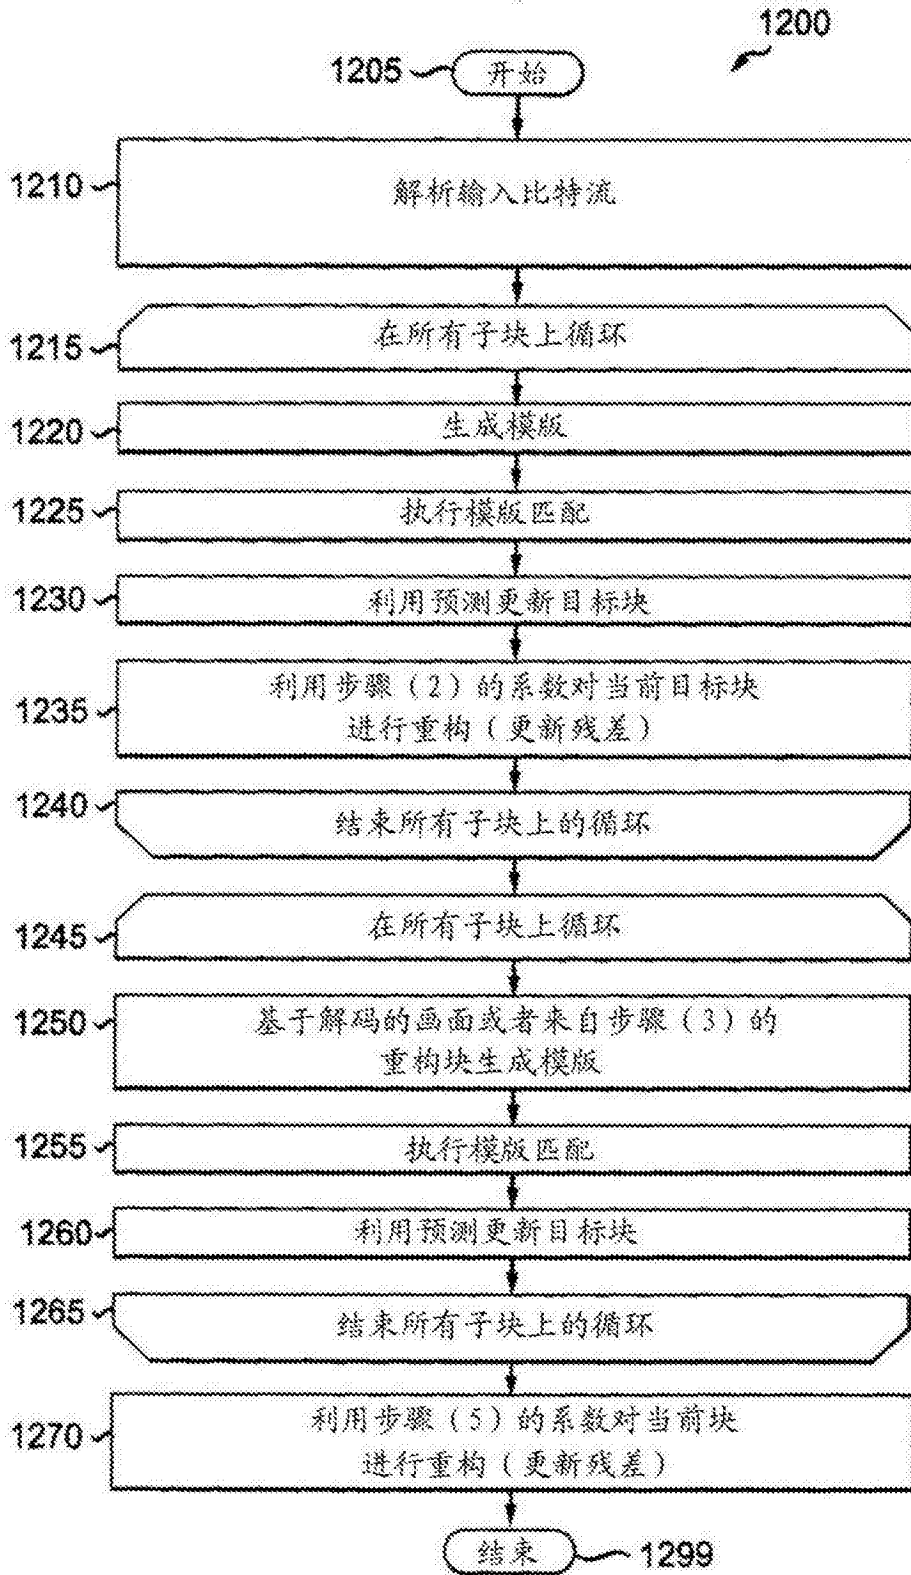 1200
1205 开始
1210 解析输入比特流
1215 在所有子块上循环
1220 生成模版
1225 执行模版匹配
1230 利用预测更新目标块
1235 利用步骤(2)的系数对当前目标块
进行重构(更新残差)
1240 结束所有子块上的循环
1245 在所有子块上循环
1250 基于解码的画面或者来自步骤(3)的
重构块生成模版
1255 执行模版匹配
1260 利用预测更新目标块
1265 结束所有子块上的循环
1270 利用步骤(5)的系数对当前块
进行重构(更新残差)
结束 1299